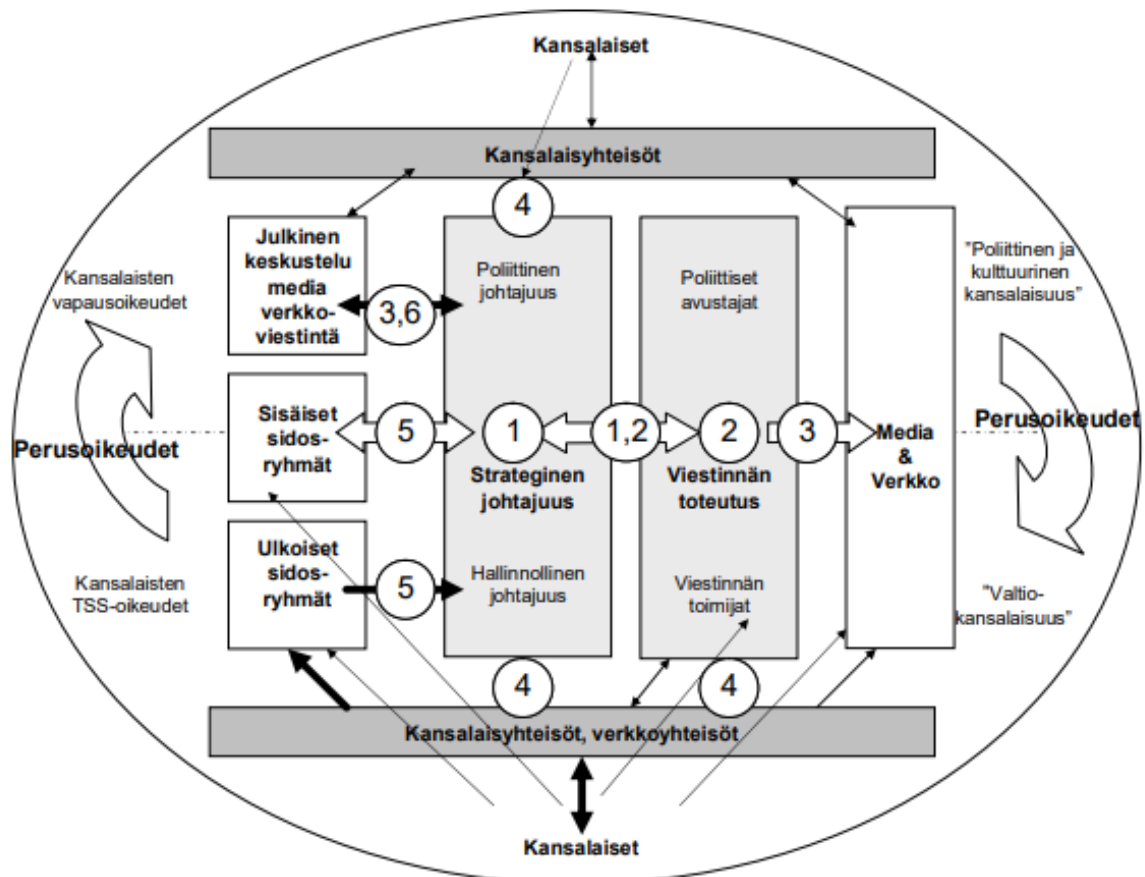 Kansalaiset
Kansalaisyhteisöt
4
Julkinen
keskustelu
media
verkko-
viestintä
3,6
Poliittinen
johtajuus
Poliittiset
avustajat
Kansalaisten
vapausoikeudet
"Poliittinen ja
kulttuurinen
kansalaisuus"
Perusoikeudet
Sisäiset
sidos-
ryhmät
5
1
Strateginen
johtajuus
1,2
2
Viestinnän
toteutus
3
Media
&
Verkko
Perusoikeudet
Kansalaisten
TSS-oikeudet
Ulkoiset
sidos-
ryhmät
5
Hallinnollinen
johtajuus
Viestinnän
toimijat
"Valtio-
kansalaisuus"
4
4
Kansalaisyhteisöt, verkkoyhteisöt
Kansalaiset